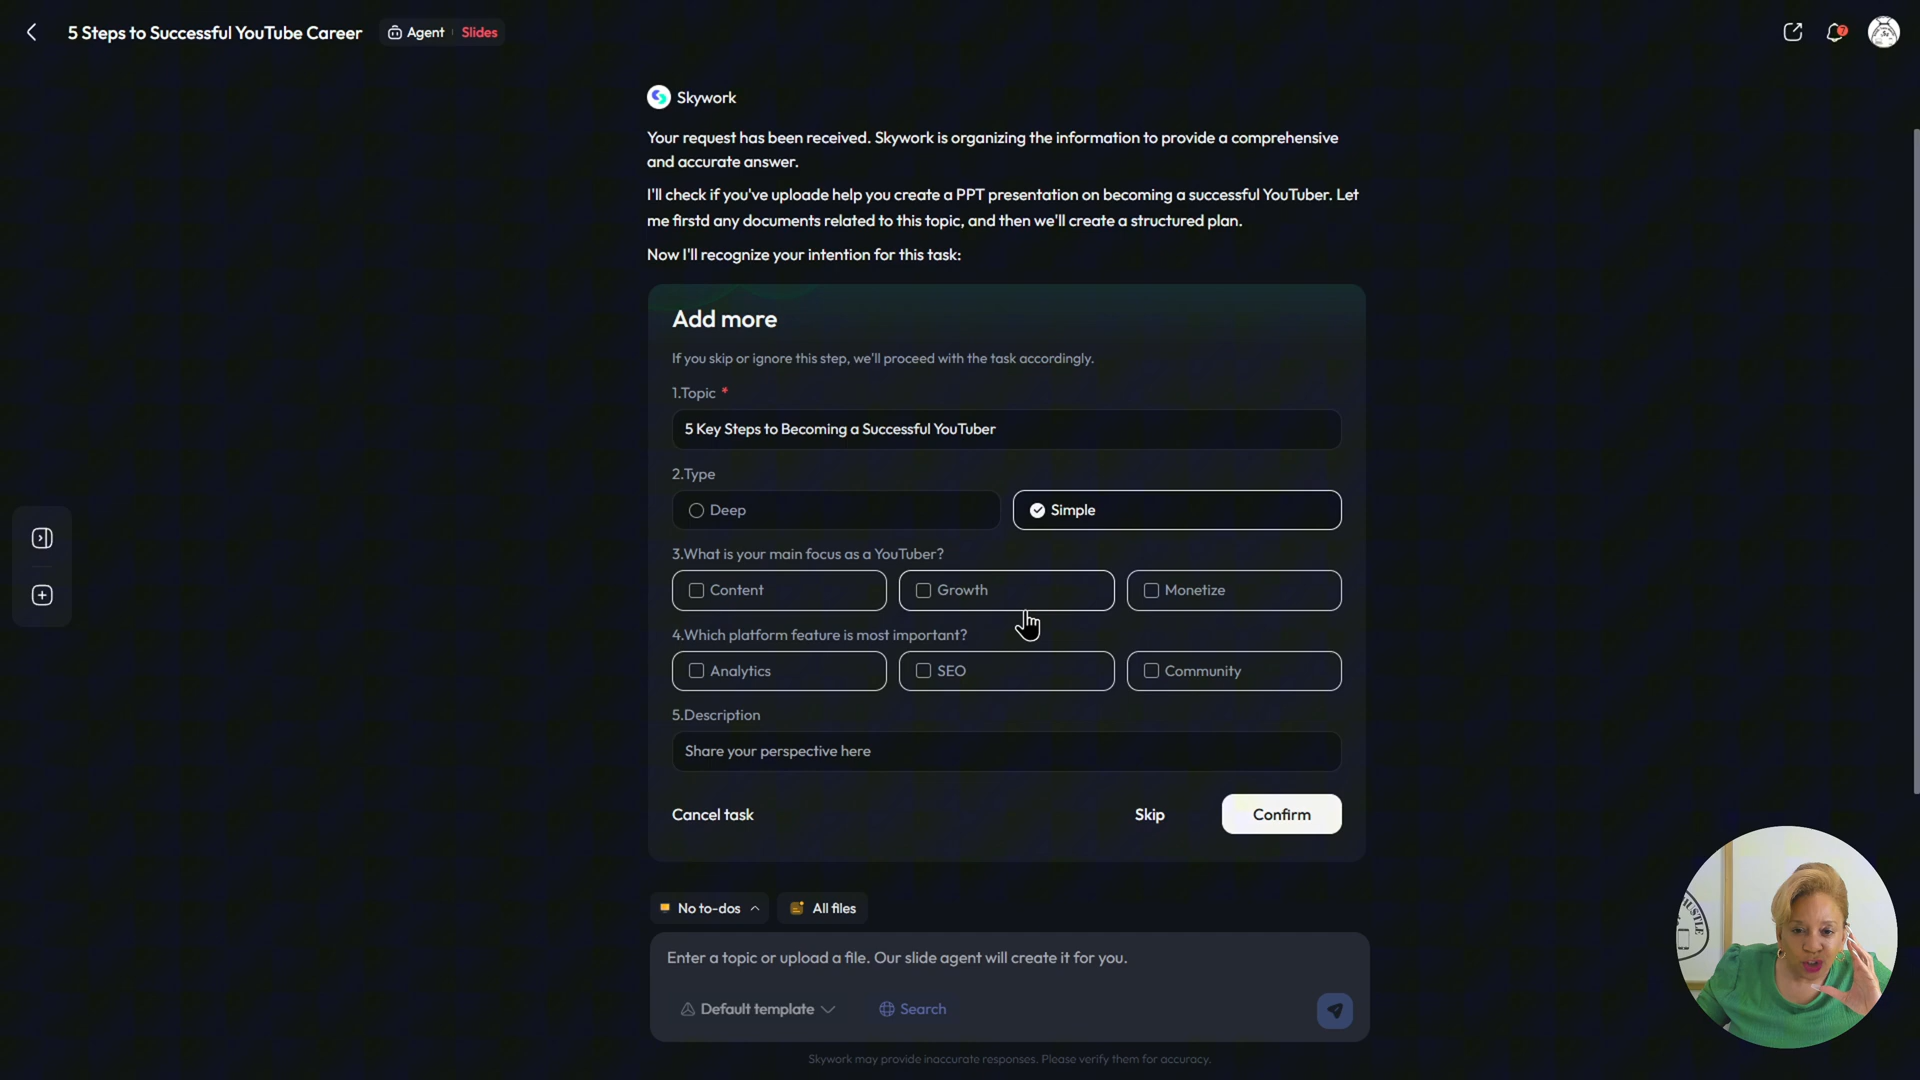 5 Steps to Successful YouTube Career
Agent
Slides
7
Skywork
Your request has been received. Skywork is organizing the information to provide a comprehensive
and accurate answer.
I'll check if you've uploade help you create a PPT presentation on becoming a successful YouTuber. Let
me firstd any documents related to this topic, and then we'll create a structured plan.
Now I'll recognize your intention for this task:
Add more
If you skip or ignore this step, we'll proceed with the task accordingly.
1.Topic *
5 Key Steps to Becoming a Successful YouTuber
2.Type
Deep
Simple
3.What is your main focus as a YouTuber?
Content
Growth
Monetize
4.Which platform feature is most important?
Analytics
SEO
Community
5.Description
Share your perspective here
Cancel task
Skip
Confirm
No to-dos
All files
Enter a topic or upload a file. Our slide agent will create it for you.
Default template
Search
Skywork may provide inaccurate responses. Please verify them for accuracy.